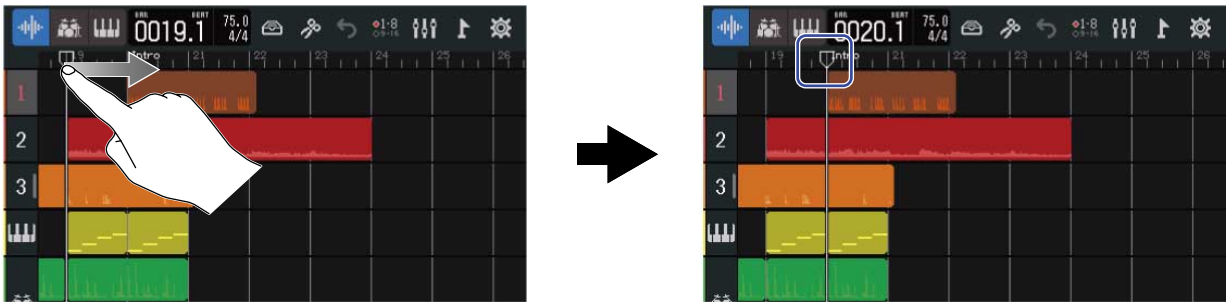 BAR BEAT
0019.1 75.0 4/4 1-8 9-16
19 Intro 21 22 23 24 25 26
1
2
3
BAR BEAT
0020.1 75.0 4/4 1-8 9-16
19 Intro 21 22 23 24 25 26
1
2
3